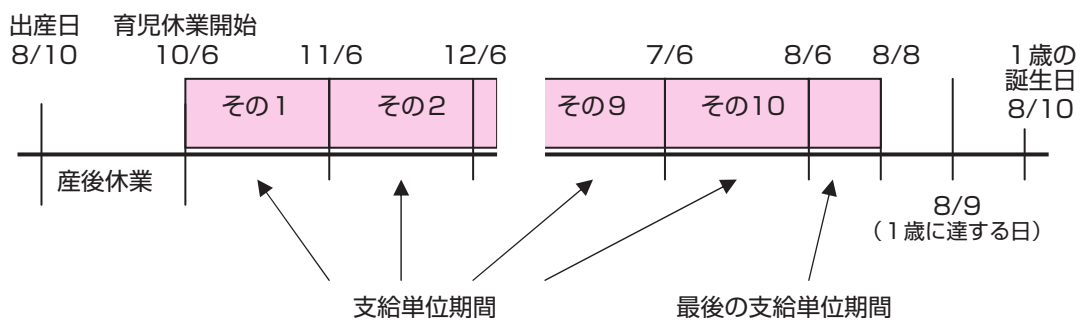 出産日 育児休業開始
8/10 10/6 11/6 12/6 7/6 8/6 8/8 1歳の
誕生日
8/10
その1 その2 その9 その10
産後休業
8/9
(1歳に達する日)
支給単位期間 最後の支給単位期間